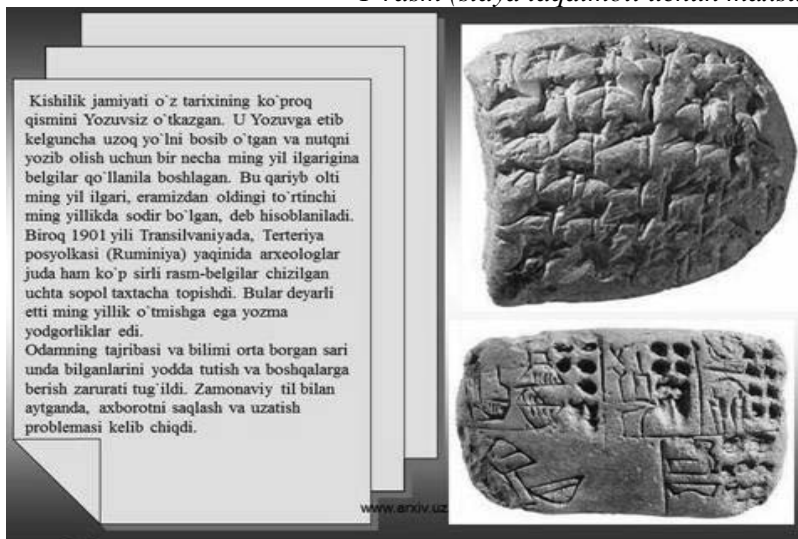 Kishilik jamiyati o`z tarixining ko`proq
qismini Yozuvsiz o`tkazgan. U Yozuvga etib
kelguncha uzoq yo`lni bosib o`tgan va nutqni
yozib olish uchun bir necha ming yil ilgarigina
belgilar qo`llanila boshlagan. Bu qariyb olti
ming yil ilgari, eramizdan oldingi to`rtinchi
ming yillikda sodir bo`lgan, deb hisoblaniladi.
Biroq 1901 yili Transilvaniyada, Terteriya
posyolkasi (Ruminiya) yaqinida arxeologlar
juda ham ko`p sirli rasm-belgilar chizilgan
uchta sopol taxtacha topishdi. Bular deyarli
etti ming yillik o`tmishga ega yozma
yodgorliklar edi.
Odamning tajribasi va bilimi orta borgan sari
unda bilganlarini yodda tutish va boshqalarga
berish zarurati tug`ildi. Zamonaviy til bilan
aytganda, axborotni saqlash va uzatish
problemasi kelib chiqdi.
www.arxiv.uz